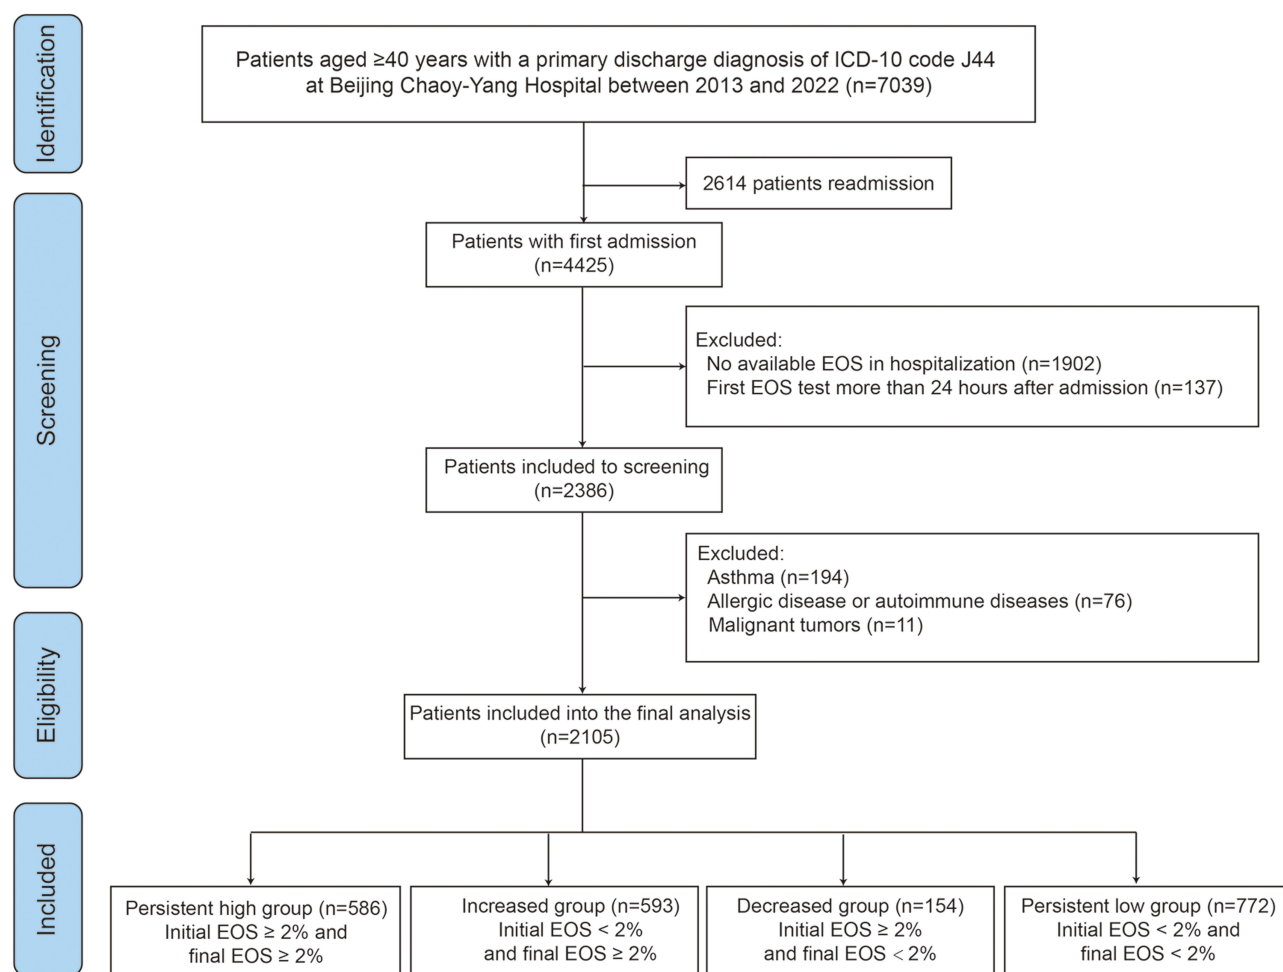 Identification
Patients aged ≥40 years with a primary discharge diagnosis of ICD-10 code J44
at Beijing Chaoy-Yang Hospital between 2013 and 2022 (n=7039)
2614 patients readmission
Screening
Patients with first admission
(n=4425)
Excluded:
No available EOS in hospitalization (n=1902)
First EOS test more than 24 hours after admission (n=137)
Patients included to screening
(n=2386)
Excluded:
Asthma (n=194)
Allergic disease or autoimmune diseases (n=76)
Malignant tumors (n=11)
Eligibility
Patients included into the final analysis
(n=2105)
Included
Persistent high group (n=586)
Initial EOS ≥ 2% and
final EOS ≥ 2%
Increased group (n=593)
Initial EOS < 2%
and final EOS ≥ 2%
Decreased group (n=154)
Initial EOS ≥ 2%
and final EOS < 2%
Persistent low group (n=772)
Initial EOS < 2% and
final EOS < 2%